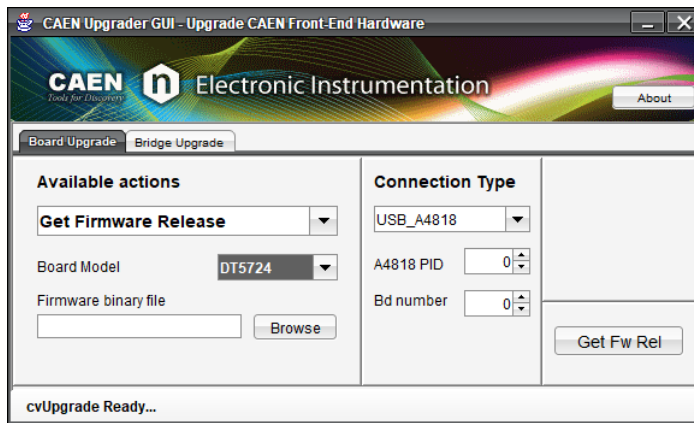 CAEN Upgrader GUI - Upgrade CAEN Front-End Hardware
CAEN n Electronic Instrumentation
Tools for Discovery
About
Board Upgrade Bridge Upgrade
Available actions
Get Firmware Release
Board Model DT5724
Firmware binary file
Browse
Connection Type
USB_A4818
A4818 PID 0
Bd number 0
Get Fw Rel
cvUpgrade Ready...